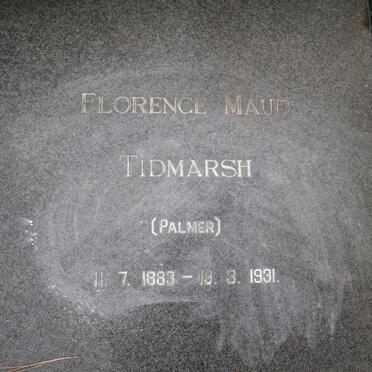 FLORENCE MAUD
TIDMARSH
(PALMER)
11. 7. 1883 - 18. 3. 1931.